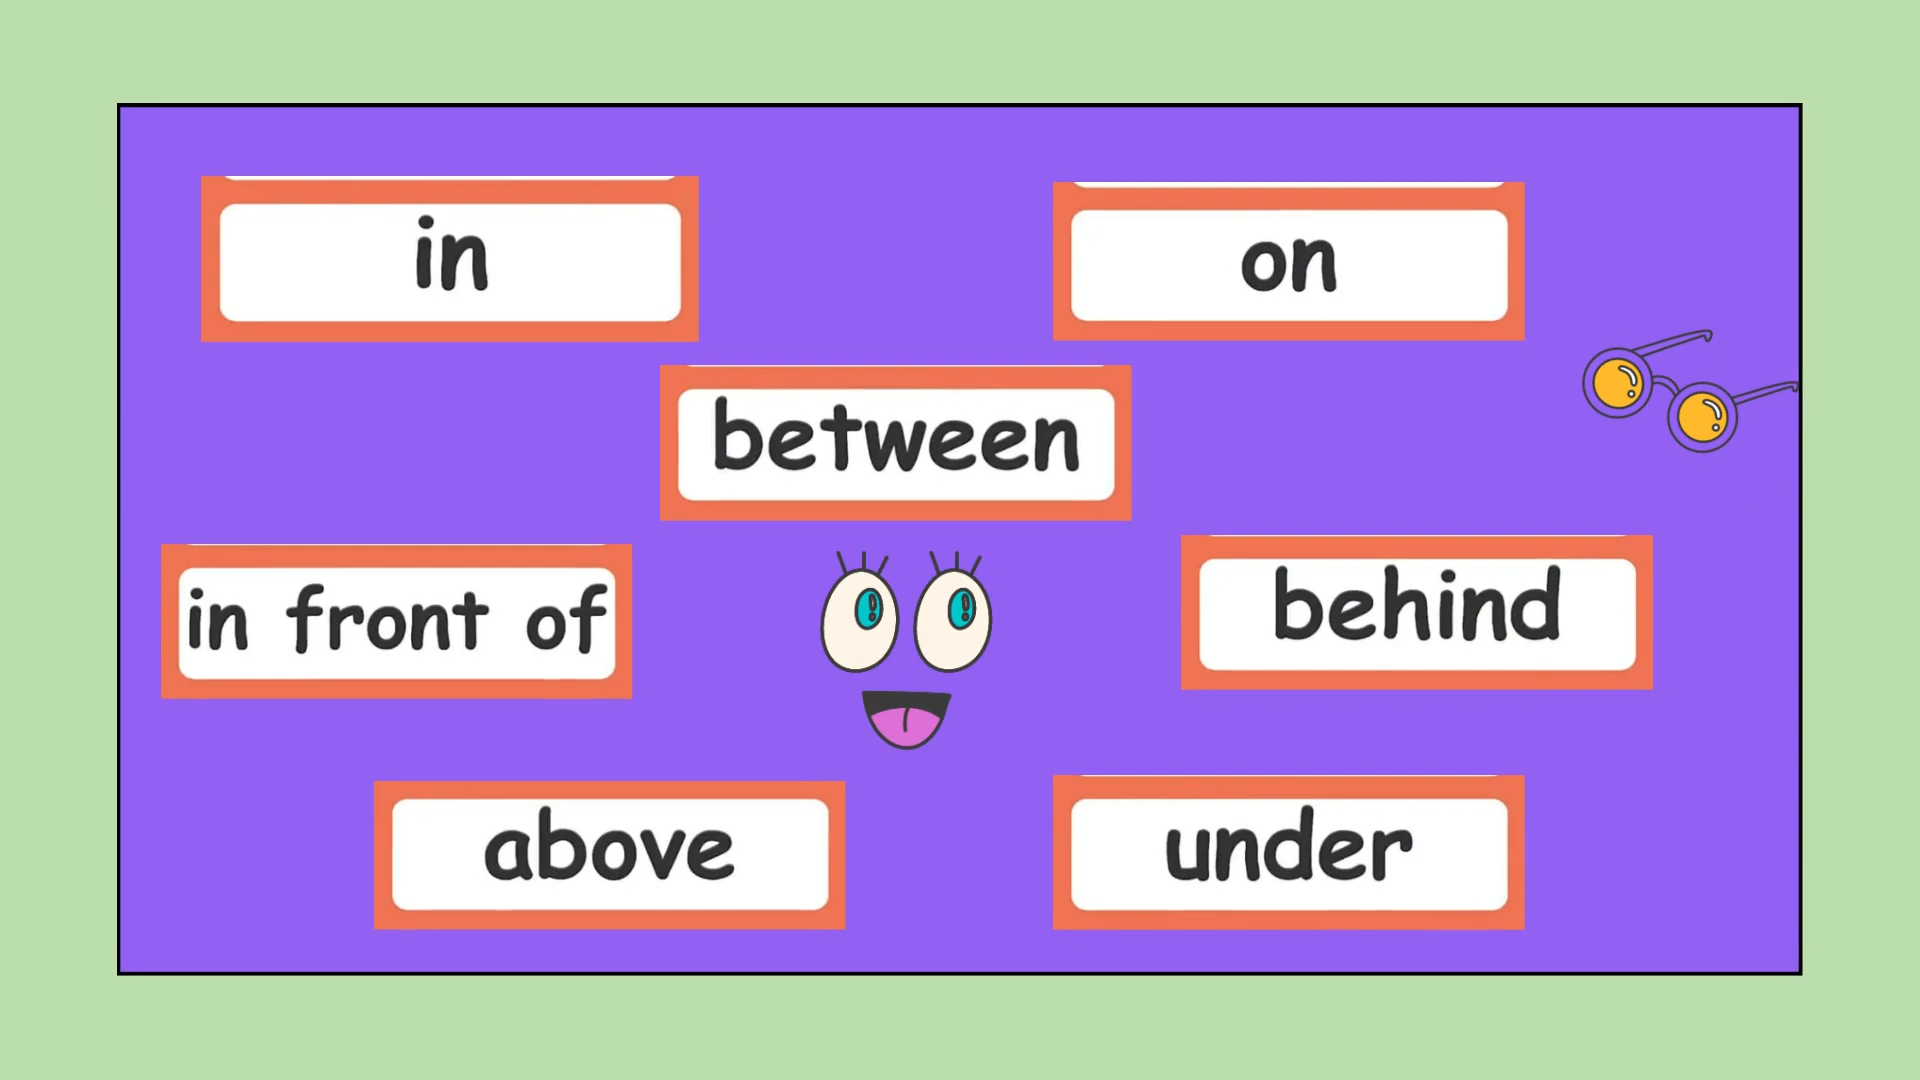 in
on
between
in front of
behind
above
under